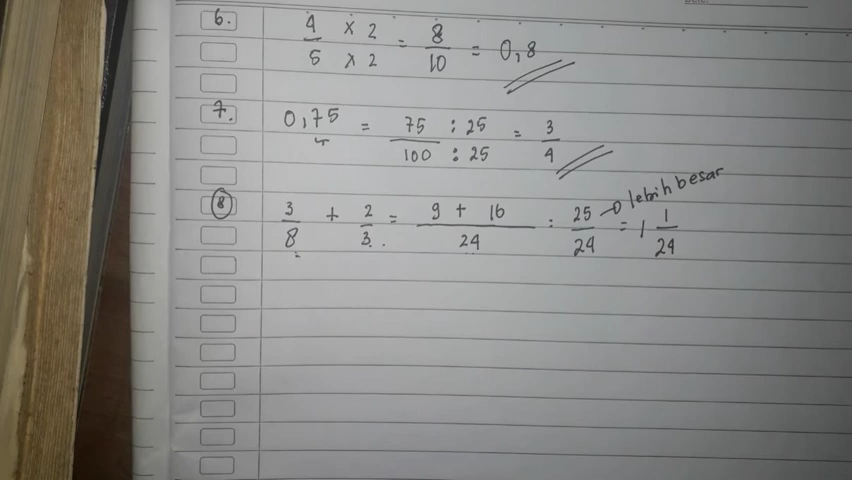 6. 4/5 × 2/× 2 = 8/10 = 0,8
7. 0,75 = 75/100 : 25/: 25 = 3/4
8 3/8 + 2/3 = 9 + 16/24 = 25/24 → lebih besar = 1 1/24